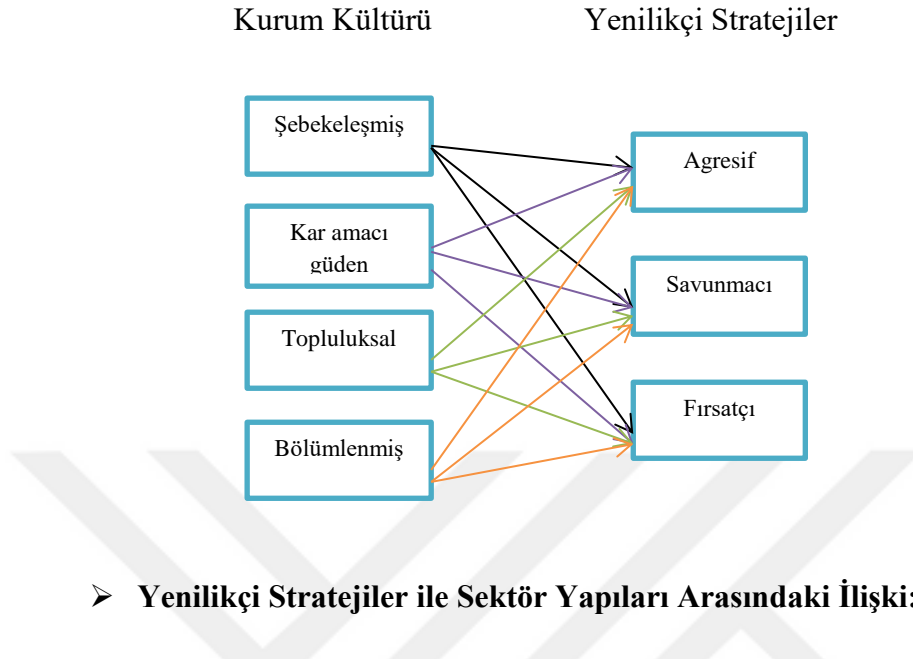 Kurum Kültürü Yenilikçi Stratejiler
Şebekeleşmiş
Agresif
Kar amacı
güden
Savunmacı
Topluluksal
Fırsatçı
Bölümlenmiş
➢ Yenilikçi Stratejiler ile Sektör Yapıları Arasındaki İlişki: